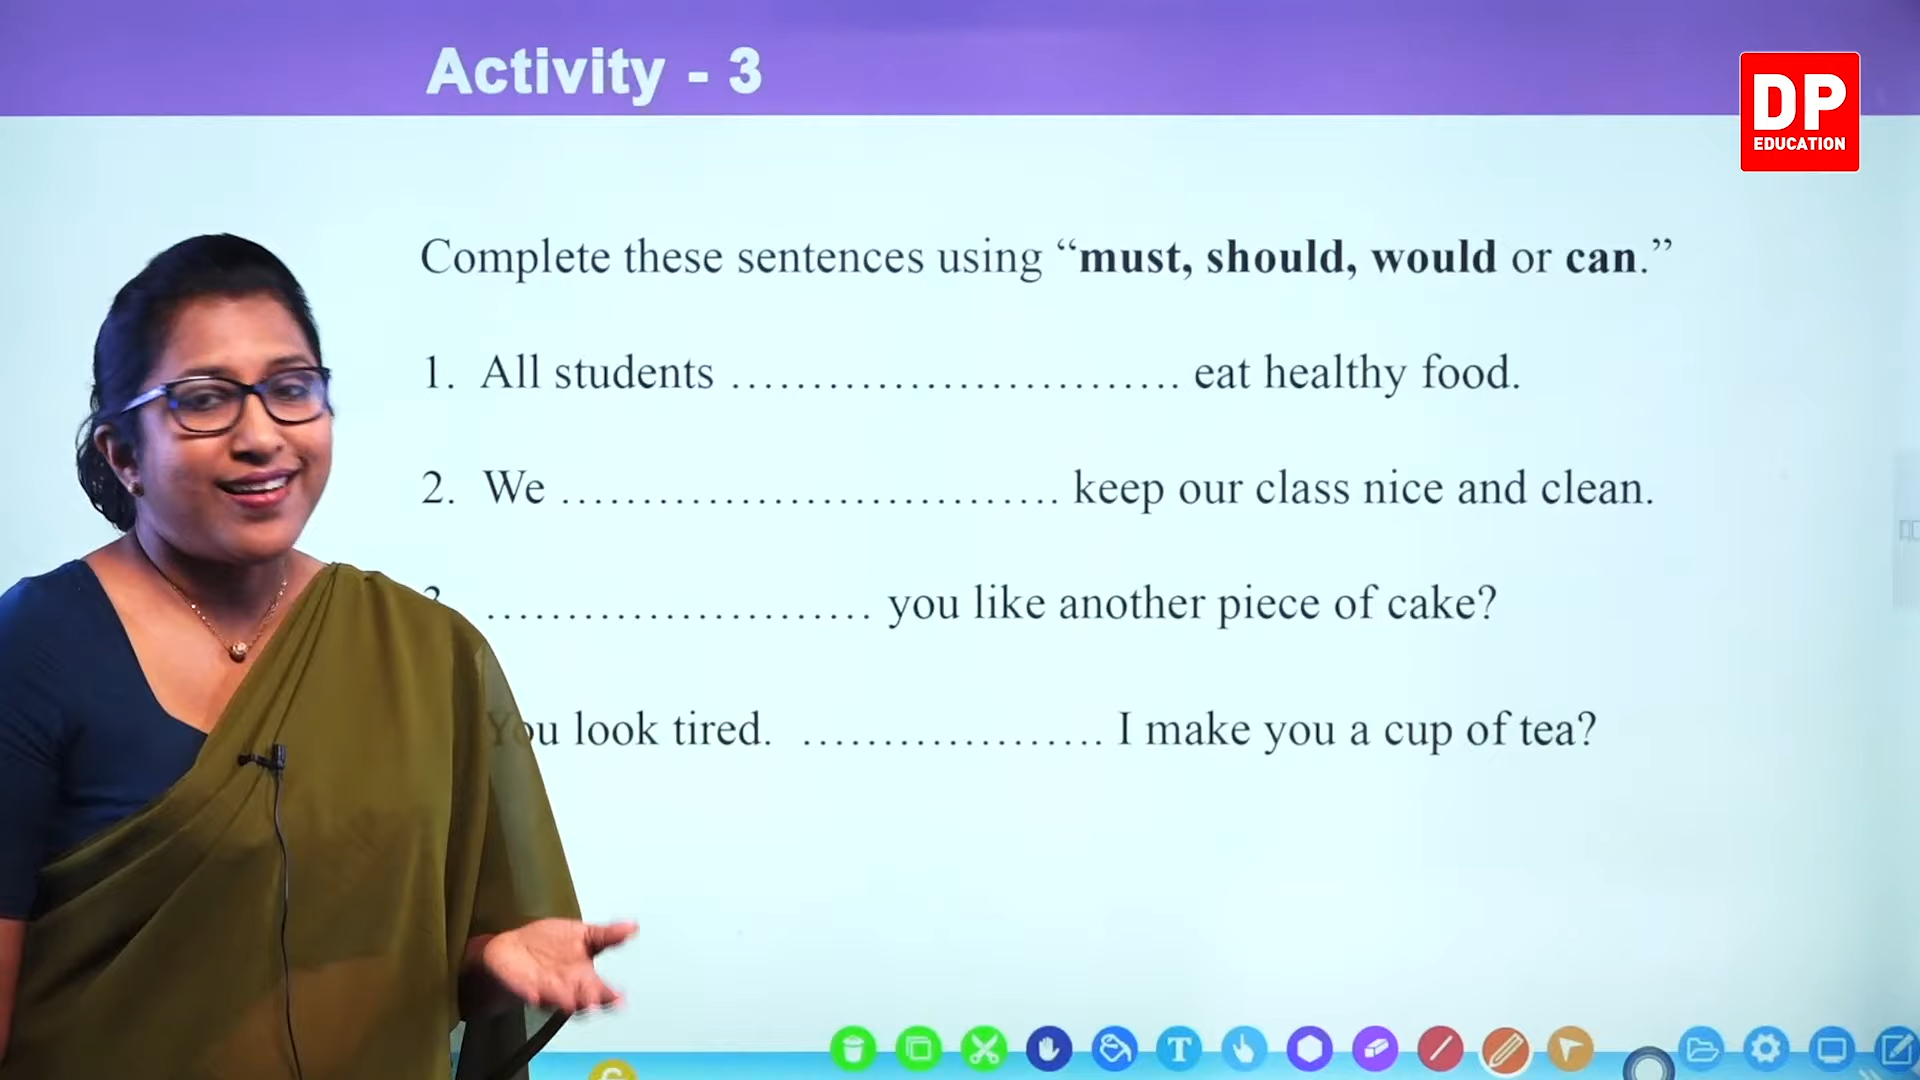 Activity - 3
DP
EDUCATION
Complete these sentences using “must, should, would or can.”
1. All students ............................ eat healthy food.
2. We ............................... keep our class nice and clean.
........................ you like another piece of cake?
You look tired. ................... I make you a cup of tea?
T